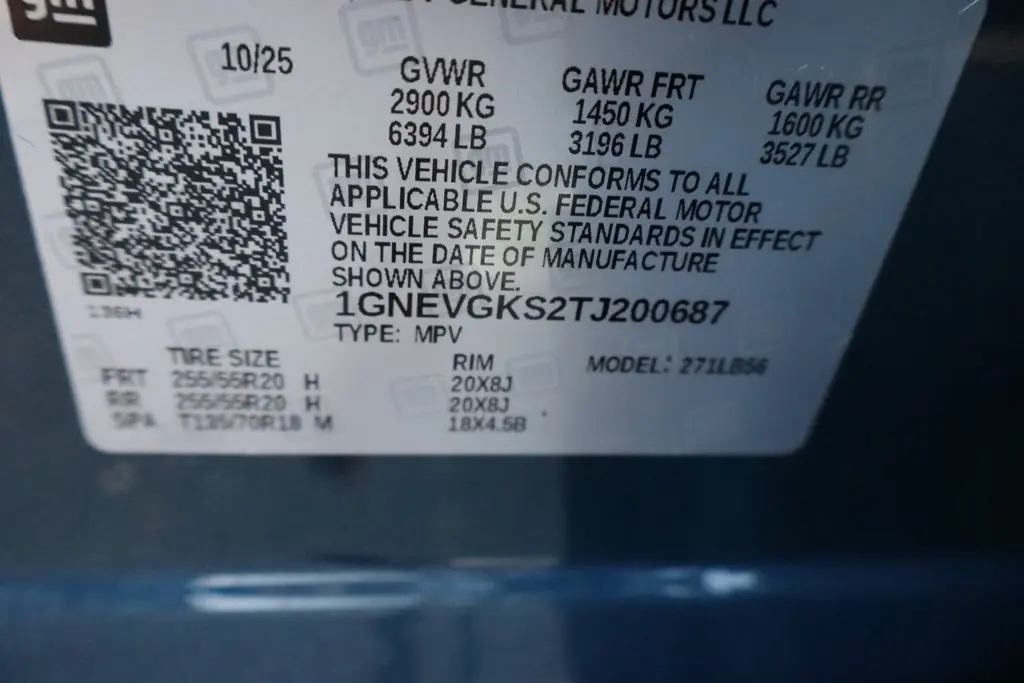 gm
GENERAL MOTORS LLC
10/25
GVWR GAWR FRT GAWR RR
2900 KG 1450 KG 1600 KG
6394 LB 3196 LB 3527 LB
THIS VEHICLE CONFORMS TO ALL
APPLICABLE U.S. FEDERAL MOTOR
VEHICLE SAFETY STANDARDS IN EFFECT
ON THE DATE OF MANUFACTURE
SHOWN ABOVE.
1GNEVGKS2TJ200687
136H
TYPE: MPV
TIRE SIZE RIM MODEL: 271LB56
FRT 255/55R20 H 20X8J
RR 255/55R20 H 20X8J
SPA T135/70R18 M 18X4.5B